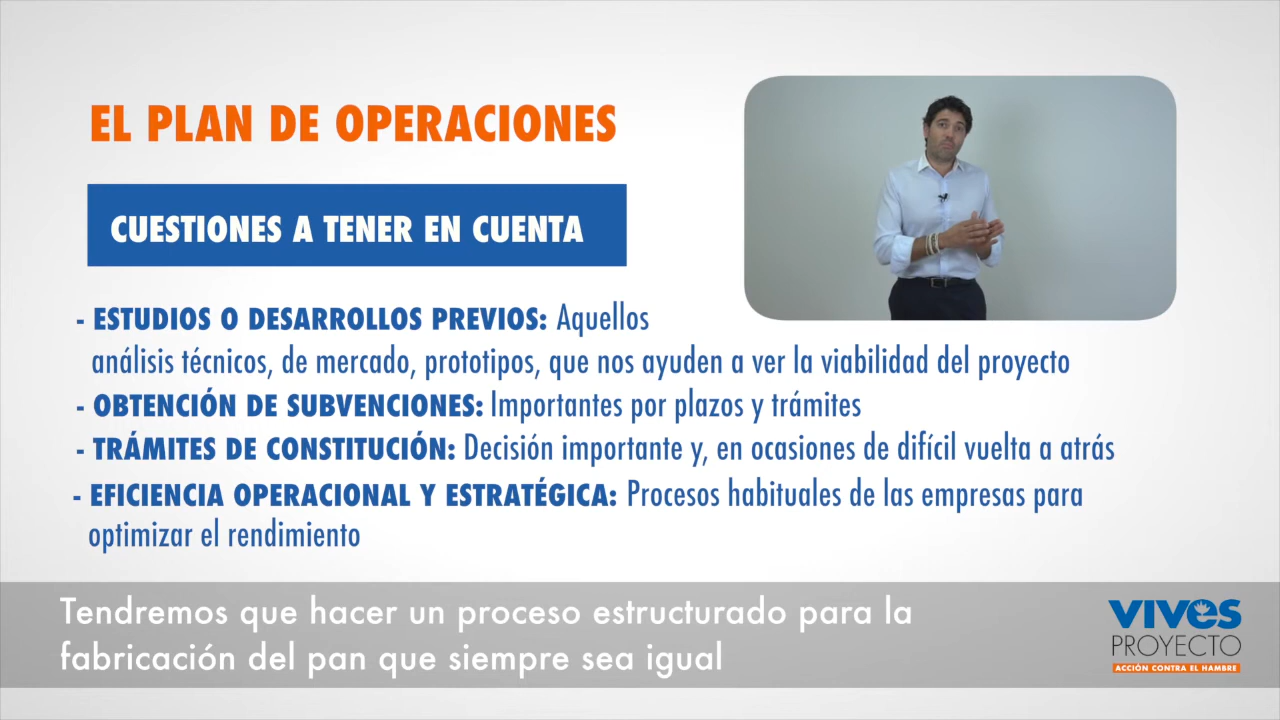 EL PLAN DE OPERACIONES
CUESTIONES A TENER EN CUENTA
- ESTUDIOS O DESARROLLOS PREVIOS: Aquellos
análisis técnicos, de mercado, prototipos, que nos ayuden a ver la viabilidad del proyecto
- OBTENCIÓN DE SUBVENCIONES: Importantes por plazos y trámites
- TRÁMITES DE CONSTITUCIÓN: Decisión importante y, en ocasiones de difícil vuelta a atrás
- EFICIENCIA OPERACIONAL Y ESTRATÉGICA: Procesos habituales de las empresas para
optimizar el rendimiento
Tendremos que hacer un proceso estructurado para la
fabricación del pan que siempre sea igual
VIVES
PROYECTO
ACCIÓN CONTRA EL HAMBRE